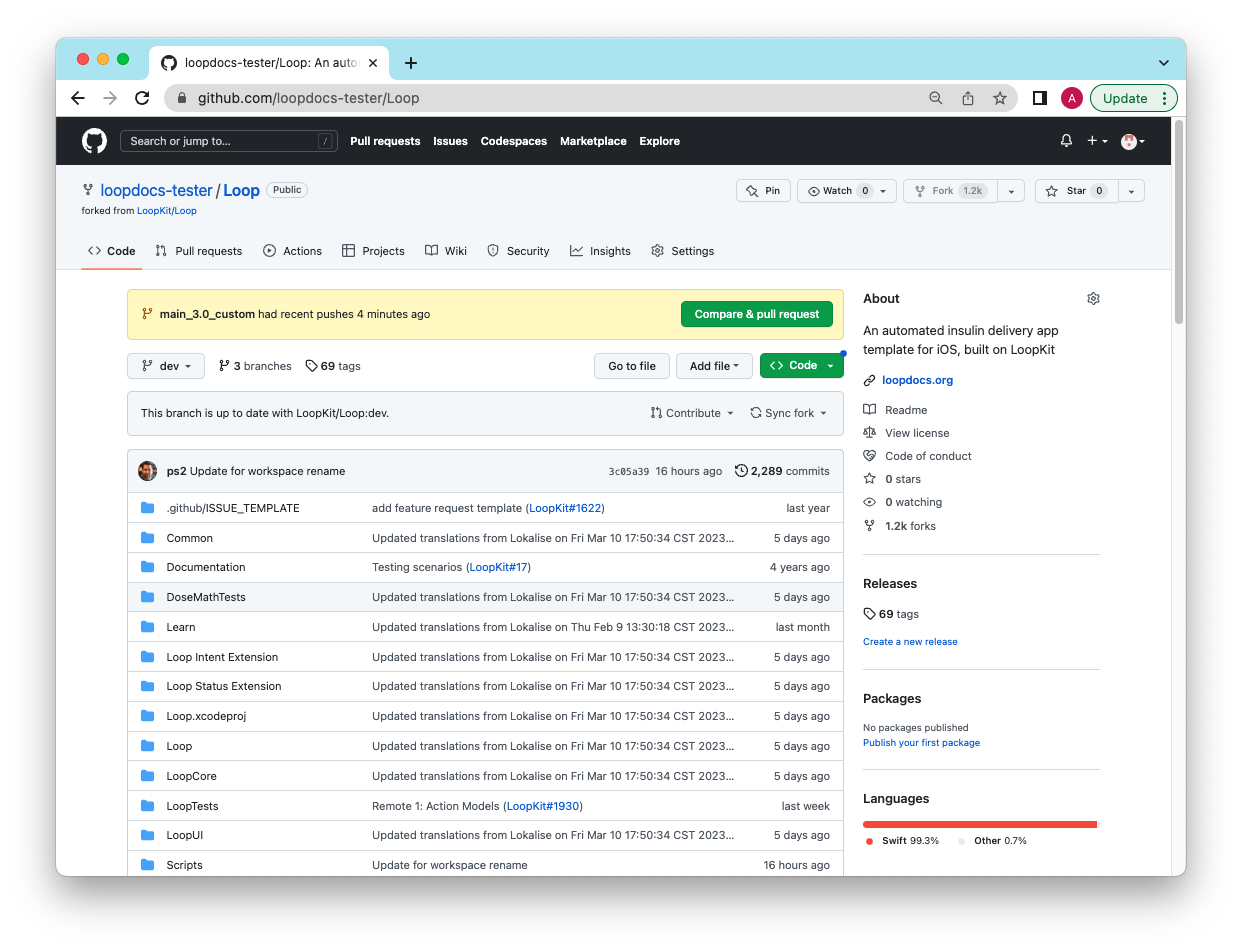 loopdocs-tester/Loop: An auto
github.com/loopdocs-tester/Loop
A
Update
Search or jump to...
/
Pull requests Issues Codespaces Marketplace Explore
loopdocs-tester / Loop Public
Pin
Watch 0
Fork 1.2k
Star 0
forked from LoopKit/Loop
Code Pull requests Actions Projects Wiki Security Insights Settings
main_3.0_custom had recent pushes 4 minutes ago
Compare & pull request
dev 3 branches 69 tags
Go to file Add file Code
This branch is up to date with LoopKit/Loop:dev.
Contribute Sync fork
ps2 Update for workspace rename 3c05a39 16 hours ago 2,289 commits
.github/ISSUE_TEMPLATE add feature request template (LoopKit#1622) last year
Common Updated translations from Lokalise on Fri Mar 10 17:50:34 CST 2023... 5 days ago
Documentation Testing scenarios (LoopKit#17) 4 years ago
DoseMathTests Updated translations from Lokalise on Fri Mar 10 17:50:34 CST 2023... 5 days ago
Learn Updated translations from Lokalise on Thu Feb 9 13:30:18 CST 2023... last month
Loop Intent Extension Updated translations from Lokalise on Fri Mar 10 17:50:34 CST 2023... 5 days ago
Loop Status Extension Updated translations from Lokalise on Fri Mar 10 17:50:34 CST 2023... 5 days ago
Loop.xcodeproj Updated translations from Lokalise on Fri Mar 10 17:50:34 CST 2023... 5 days ago
Loop Updated translations from Lokalise on Fri Mar 10 17:50:34 CST 2023... 5 days ago
LoopCore Updated translations from Lokalise on Fri Mar 10 17:50:34 CST 2023... 5 days ago
LoopTests Remote 1: Action Models (LoopKit#1930) last week
LoopUI Updated translations from Lokalise on Fri Mar 10 17:50:34 CST 2023... 5 days ago
Scripts Update for workspace rename 16 hours ago
About
An automated insulin delivery app
template for iOS, built on LoopKit
loopdocs.org
Readme
View license
Code of conduct
0 stars
0 watching
1.2k forks
Releases
69 tags
Create a new release
Packages
No packages published
Publish your first package
Languages
Swift 99.3% Other 0.7%